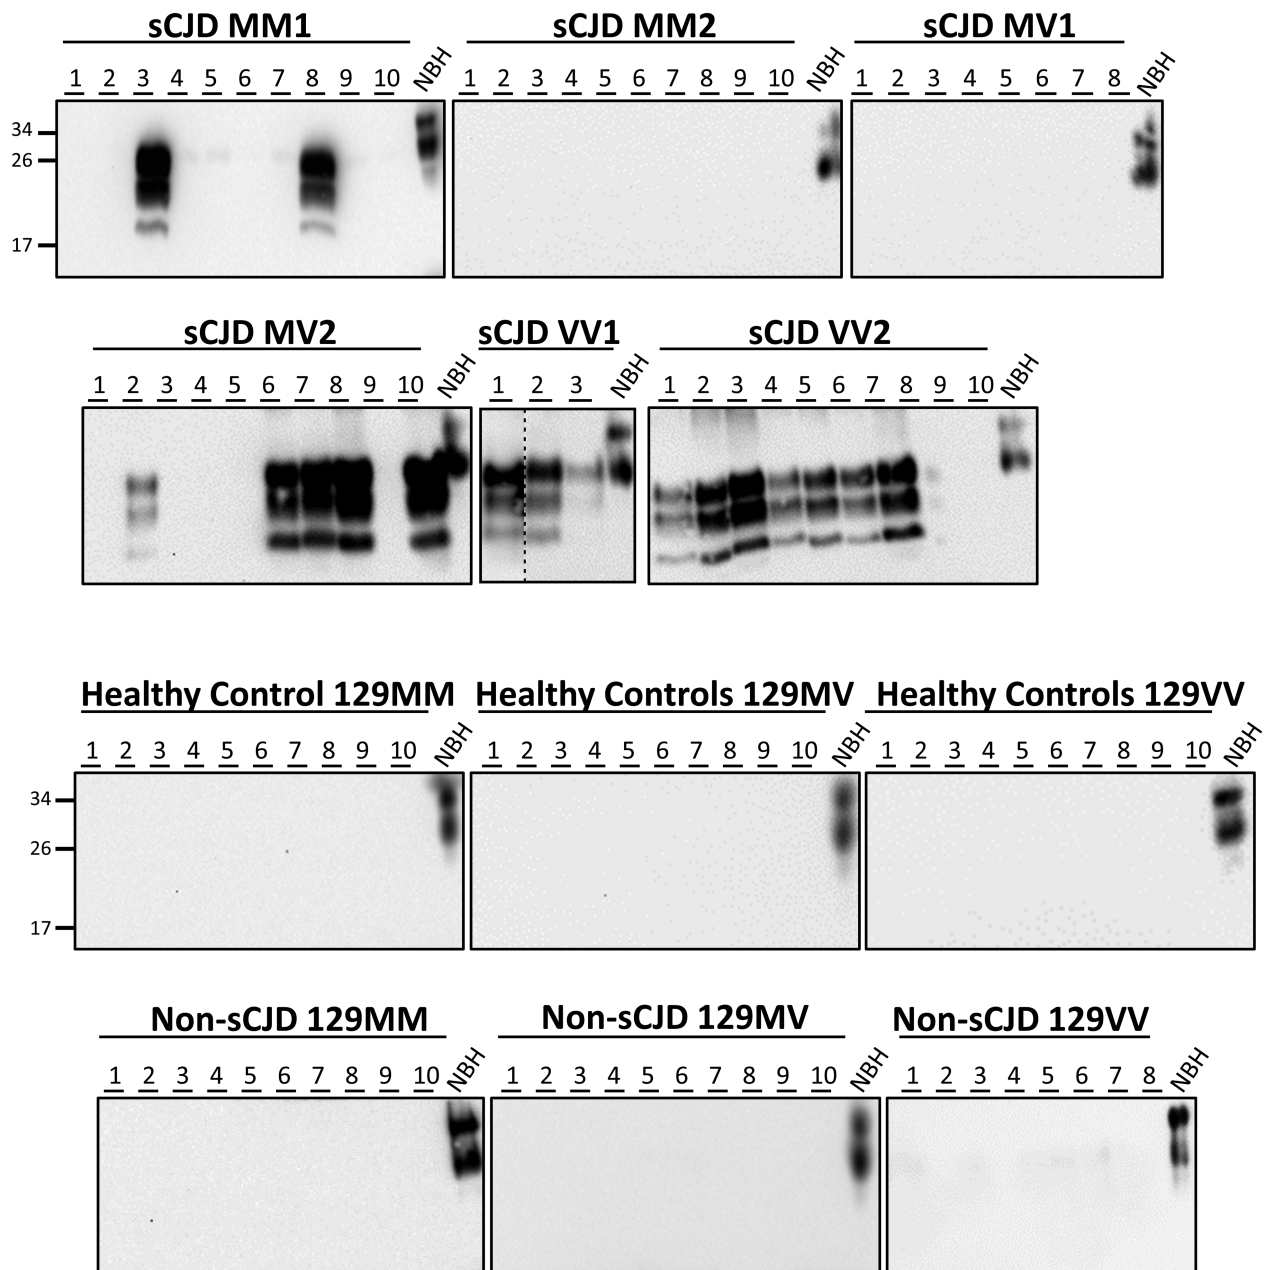 sCJD MM1 sCJD MM2 sCJD MV1
1 2 3 4 5 6 7 8 9 10 NBH 1 2 3 4 5 6 7 8 9 10 NBH 1 2 3 4 5 6 7 8 NBH
34
26
17
sCJD MV2 sCJD VV1 sCJD VV2
1 2 3 4 5 6 7 8 9 10 NBH 1 2 3 NBH 1 2 3 4 5 6 7 8 9 10 NBH
Healthy Control 129MM Healthy Controls 129MV Healthy Controls 129VV
1 2 3 4 5 6 7 8 9 10 NBH 1 2 3 4 5 6 7 8 9 10 NBH 1 2 3 4 5 6 7 8 9 10 NBH
34
26
17
Non-sCJD 129MM Non-sCJD 129MV Non-sCJD 129VV
1 2 3 4 5 6 7 8 9 10 NBH 1 2 3 4 5 6 7 8 9 10 NBH 1 2 3 4 5 6 7 8 NBH